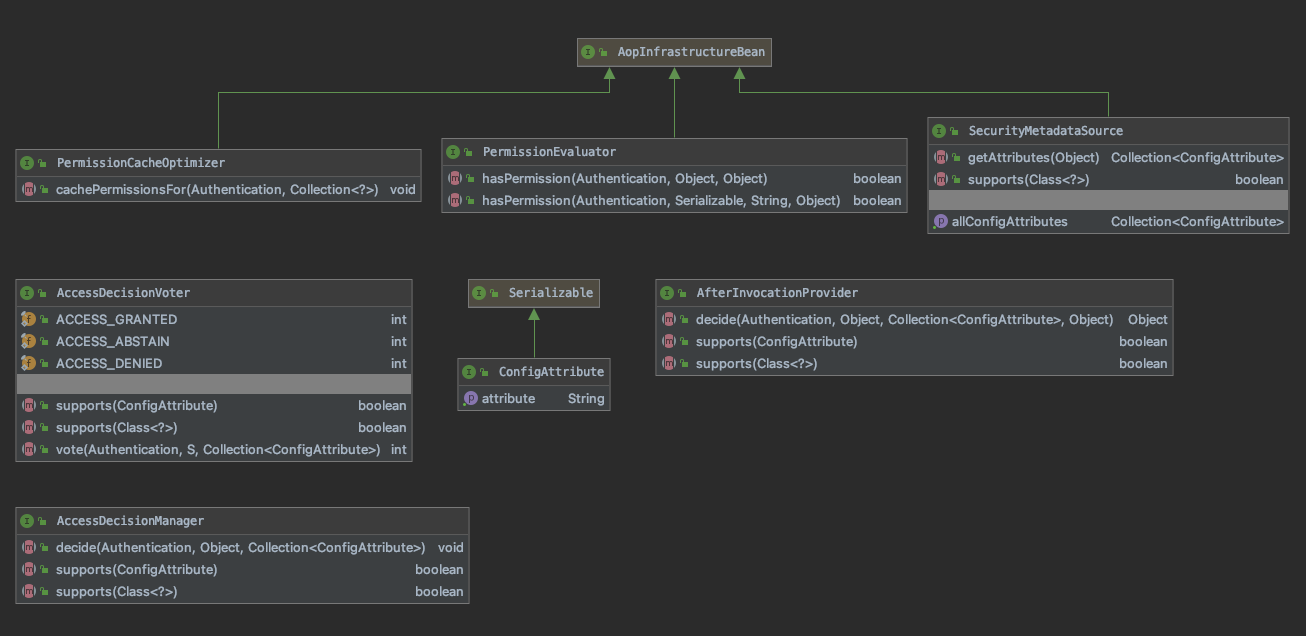 AopInfrastructureBean
PermissionCacheOptimizer
cachePermissionsFor(Authentication, Collection<?>) void
PermissionEvaluator
hasPermission(Authentication, Object, Object) boolean
hasPermission(Authentication, Serializable, String, Object) boolean
SecurityMetadataSource
getAttributes(Object) Collection<ConfigAttribute>
supports(Class<?>) boolean
allConfigAttributes Collection<ConfigAttribute>
AccessDecisionVoter
ACCESS_GRANTED int
ACCESS_ABSTAIN int
ACCESS_DENIED int
supports(ConfigAttribute) boolean
supports(Class<?>) boolean
vote(Authentication, S, Collection<ConfigAttribute>) int
Serializable
ConfigAttribute
attribute String
AfterInvocationProvider
decide(Authentication, Object, Collection<ConfigAttribute>, Object) Object
supports(ConfigAttribute) boolean
supports(Class<?>) boolean
AccessDecisionManager
decide(Authentication, Object, Collection<ConfigAttribute>) void
supports(ConfigAttribute) boolean
supports(Class<?>) boolean